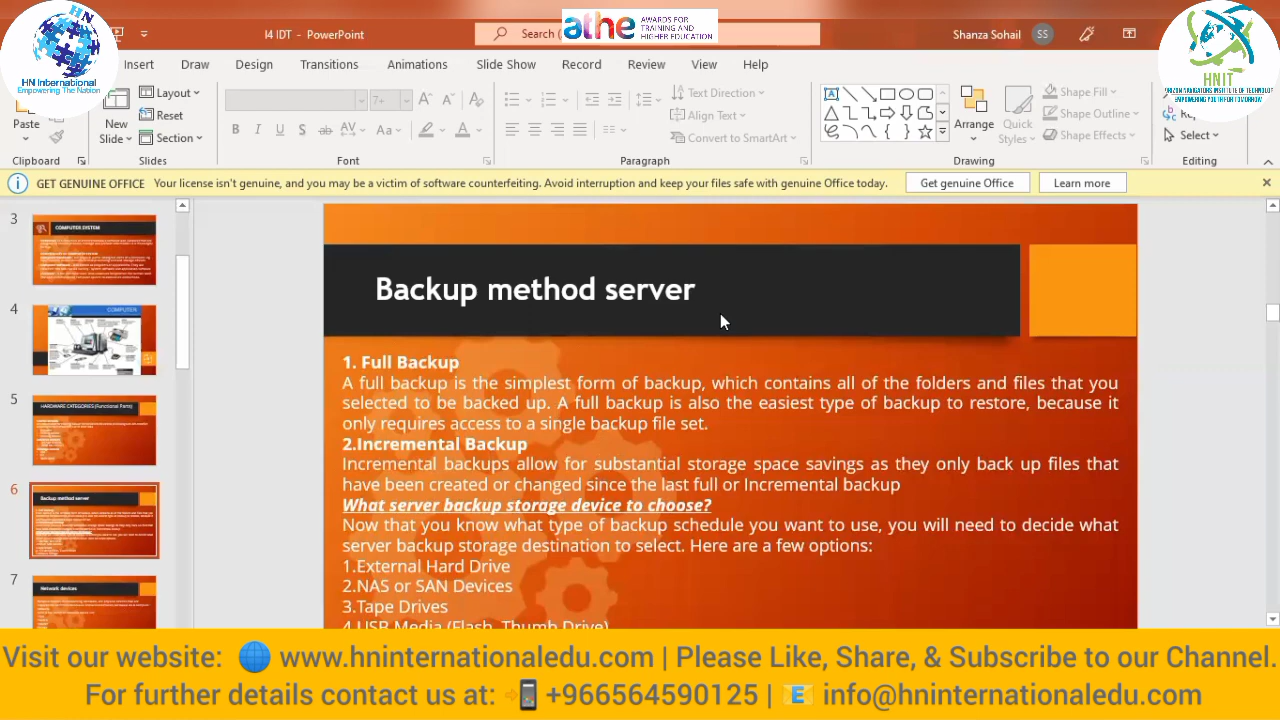 HN
HN International
Empowering The Nation
I4 IDT - PowerPoint
Search (
athe AWARDS FOR TRAINING AND HIGHER EDUCATION
Shanza Sohail SS
HNIT
Insert Draw Design Transitions Animations Slide Show Record Review View Help
Paste
New Slide
Layout
Reset
Section
7+
B I U S ab AV Aa A
Text Direction
Align Text
Convert to SmartArt
Arrange
Quick Styles
Shape Fill
Shape Outline
Shape Effects
Select
Clipboard Slides Font Paragraph Drawing Editing
GET GENUINE OFFICE Your license isn't genuine, and you may be a victim of software counterfeiting. Avoid interruption and keep your files safe with genuine Office today. Get genuine Office Learn more
3
COMPUTER SYSTEM
4
COMPUTER
5
HARDWARE CATEGORIES (Functional Parts)
6
Backup method server
7
Network devices
Backup method server
1. Full Backup
A full backup is the simplest form of backup, which contains all of the folders and files that you
selected to be backed up. A full backup is also the easiest type of backup to restore, because it
only requires access to a single backup file set.
2.Incremental Backup
Incremental backups allow for substantial storage space savings as they only back up files that
have been created or changed since the last full or Incremental backup
What server backup storage device to choose?
Now that you know what type of backup schedule you want to use, you will need to decide what
server backup storage destination to select. Here are a few options:
1.External Hard Drive
2.NAS or SAN Devices
3.Tape Drives
4.USB Media (Flash, Thumb Drive)
Visit our website: www.hninternationaledu.com | Please Like, Share, & Subscribe to our Channel.
For further details contact us at: +966564590125 | info@hninternationaledu.com